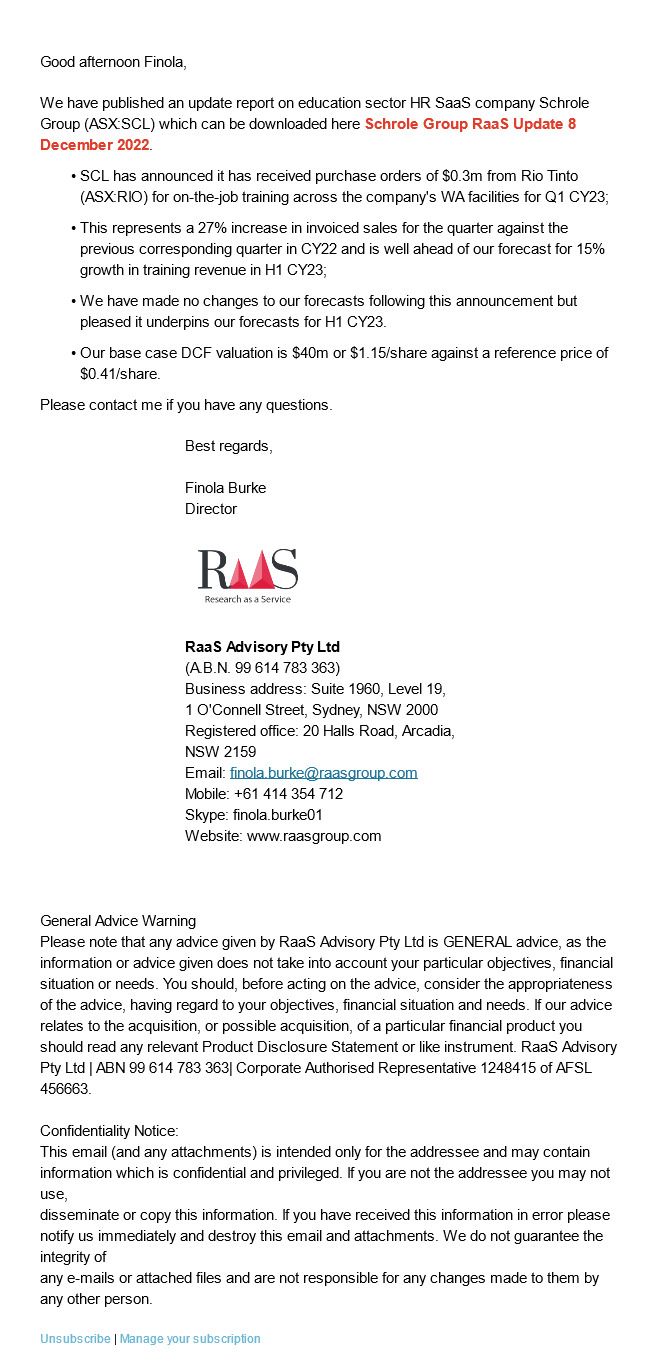 Good afternoon Finola,
We have published an update report on education sector HR SaaS company Schrole
Group (ASX:SCL) which can be downloaded here Schrole Group RaaS Update 8
December 2022.
• SCL has announced it has received purchase orders of $0.3m from Rio Tinto
(ASX:RIO) for on-the-job training across the company's WA facilities for Q1 CY23;
• This represents a 27% increase in invoiced sales for the quarter against the
previous corresponding quarter in CY22 and is well ahead of our forecast for 15%
growth in training revenue in H1 CY23;
• We have made no changes to our forecasts following this announcement but
pleased it underpins our forecasts for H1 CY23.
• Our base case DCF valuation is $40m or $1.15/share against a reference price of
$0.41/share.
Please contact me if you have any questions.
Best regards,
Finola Burke
Director
RAAS
Research as a Service
RaaS Advisory Pty Ltd
(A.B.N. 99 614 783 363)
Business address: Suite 1960, Level 19,
1 O'Connell Street, Sydney, NSW 2000
Registered office: 20 Halls Road, Arcadia,
NSW 2159
Email: finola.burke@raasgroup.com
Mobile: +61 414 354 712
Skype: finola.burke01
Website: www.raasgroup.com
General Advice Warning
Please note that any advice given by RaaS Advisory Pty Ltd is GENERAL advice, as the
information or advice given does not take into account your particular objectives, financial
situation or needs. You should, before acting on the advice, consider the appropriateness
of the advice, having regard to your objectives, financial situation and needs. If our advice
relates to the acquisition, or possible acquisition, of a particular financial product you
should read any relevant Product Disclosure Statement or like instrument. RaaS Advisory
Pty Ltd | ABN 99 614 783 363| Corporate Authorised Representative 1248415 of AFSL
456663.
Confidentiality Notice:
This email (and any attachments) is intended only for the addressee and may contain
information which is confidential and privileged. If you are not the addressee you may not
use,
disseminate or copy this information. If you have received this information in error please
notify us immediately and destroy this email and attachments. We do not guarantee the
integrity of
any e-mails or attached files and are not responsible for any changes made to them by
any other person.
Unsubscribe | Manage your subscription